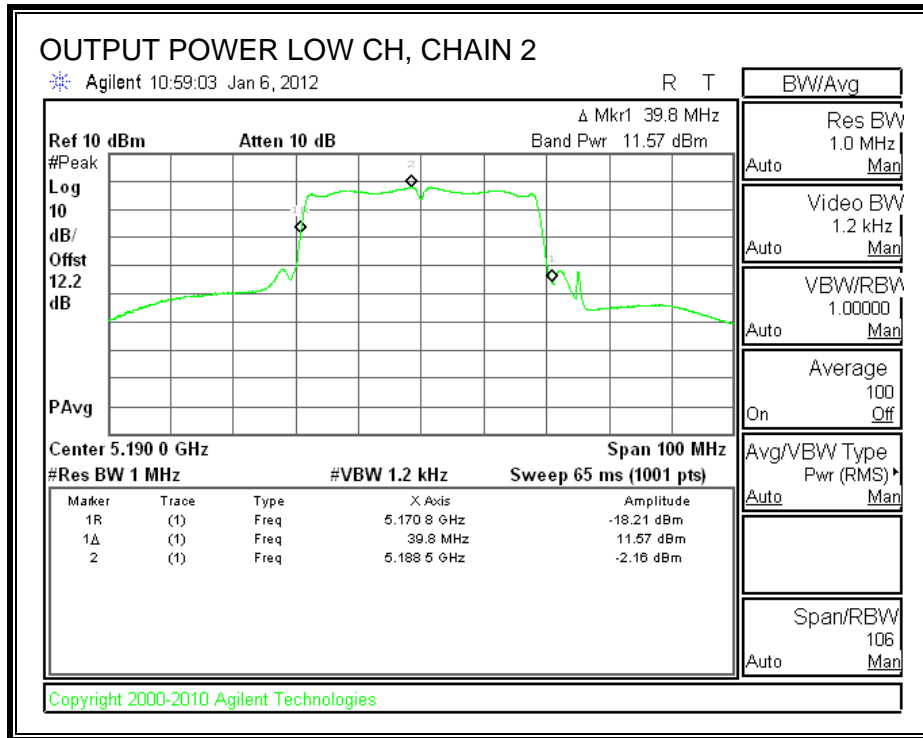 OUTPUT POWER LOW CH, CHAIN 2
Agilent 10:59:03 Jan 6, 2012 R T
Δ Mkr1 39.8 MHz
Ref 10 dBm Atten 10 dB Band Pwr 11.57 dBm
#Peak
Log
10
dB/
Offst
12.2
dB
PAvg
2
1R
1
Center 5.190 0 GHz Span 100 MHz
#Res BW 1 MHz #VBW 1.2 kHz Sweep 65 ms (1001 pts)
Marker Trace Type X Axis Amplitude
1R (1) Freq 5.170 8 GHz -18.21 dBm
1Δ (1) Freq 39.8 MHz 11.57 dBm
2 (1) Freq 5.188 5 GHz -2.16 dBm
BW/Avg
Res BW
1.0 MHz
Auto Man
Video BW
1.2 kHz
Auto Man
VBW/RBW
1.00000
Auto Man
Average
100
On Off
Avg/VBW Type
Pwr (RMS)
Auto Man
Span/RBW
106
Auto Man
Copyright 2000-2010 Agilent Technologies